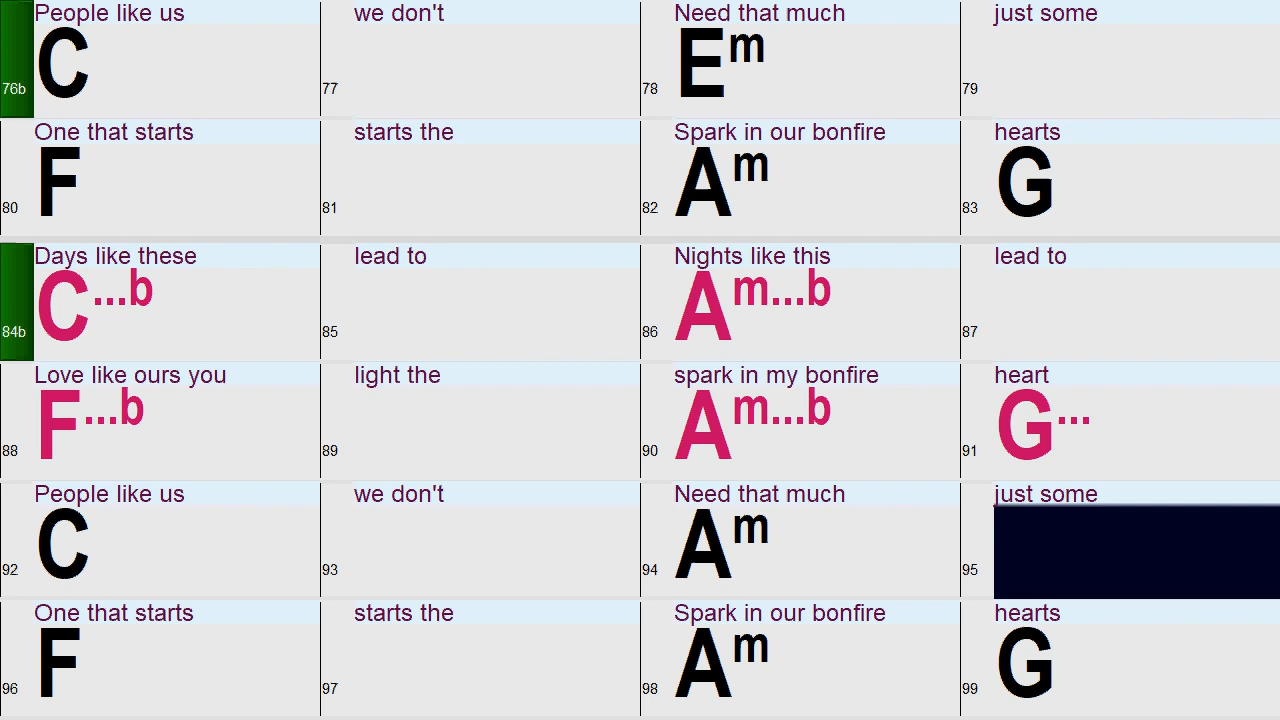 People like us we don't Need that much just some
76b C 77 78 Em 79
One that starts starts the Spark in our bonfire hearts
80 F 81 82 Am 83 G
Days like these lead to Nights like this lead to
84b C...b 85 86 Am...b 87
Love like ours you light the spark in my bonfire heart
88 F...b 89 90 Am...b 91 G...
People like us we don't Need that much just some
92 C 93 94 Am 95
One that starts starts the Spark in our bonfire hearts
96 F 97 98 Am 99 G